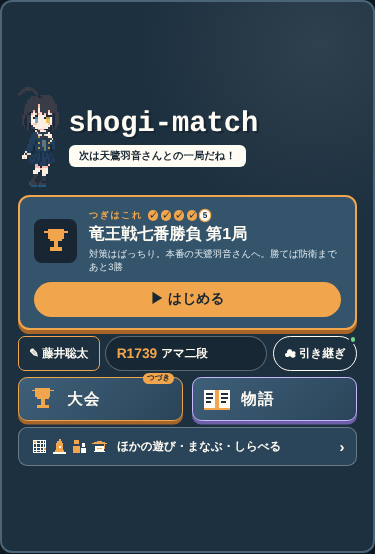 shogi-match
次は天鷺羽音さんとの一局だね！
つぎはこれ 5
竜王戦七番勝負 第1局
対策はばっちり。本番の天鷺羽音さんへ。勝てば防衛まで
あと3勝
▶ はじめる
✎ 藤井聡太
R1739 アマ二段
引き継ぎ
つづき
大会
物語
ほかの遊び・まなぶ・しらべる ›